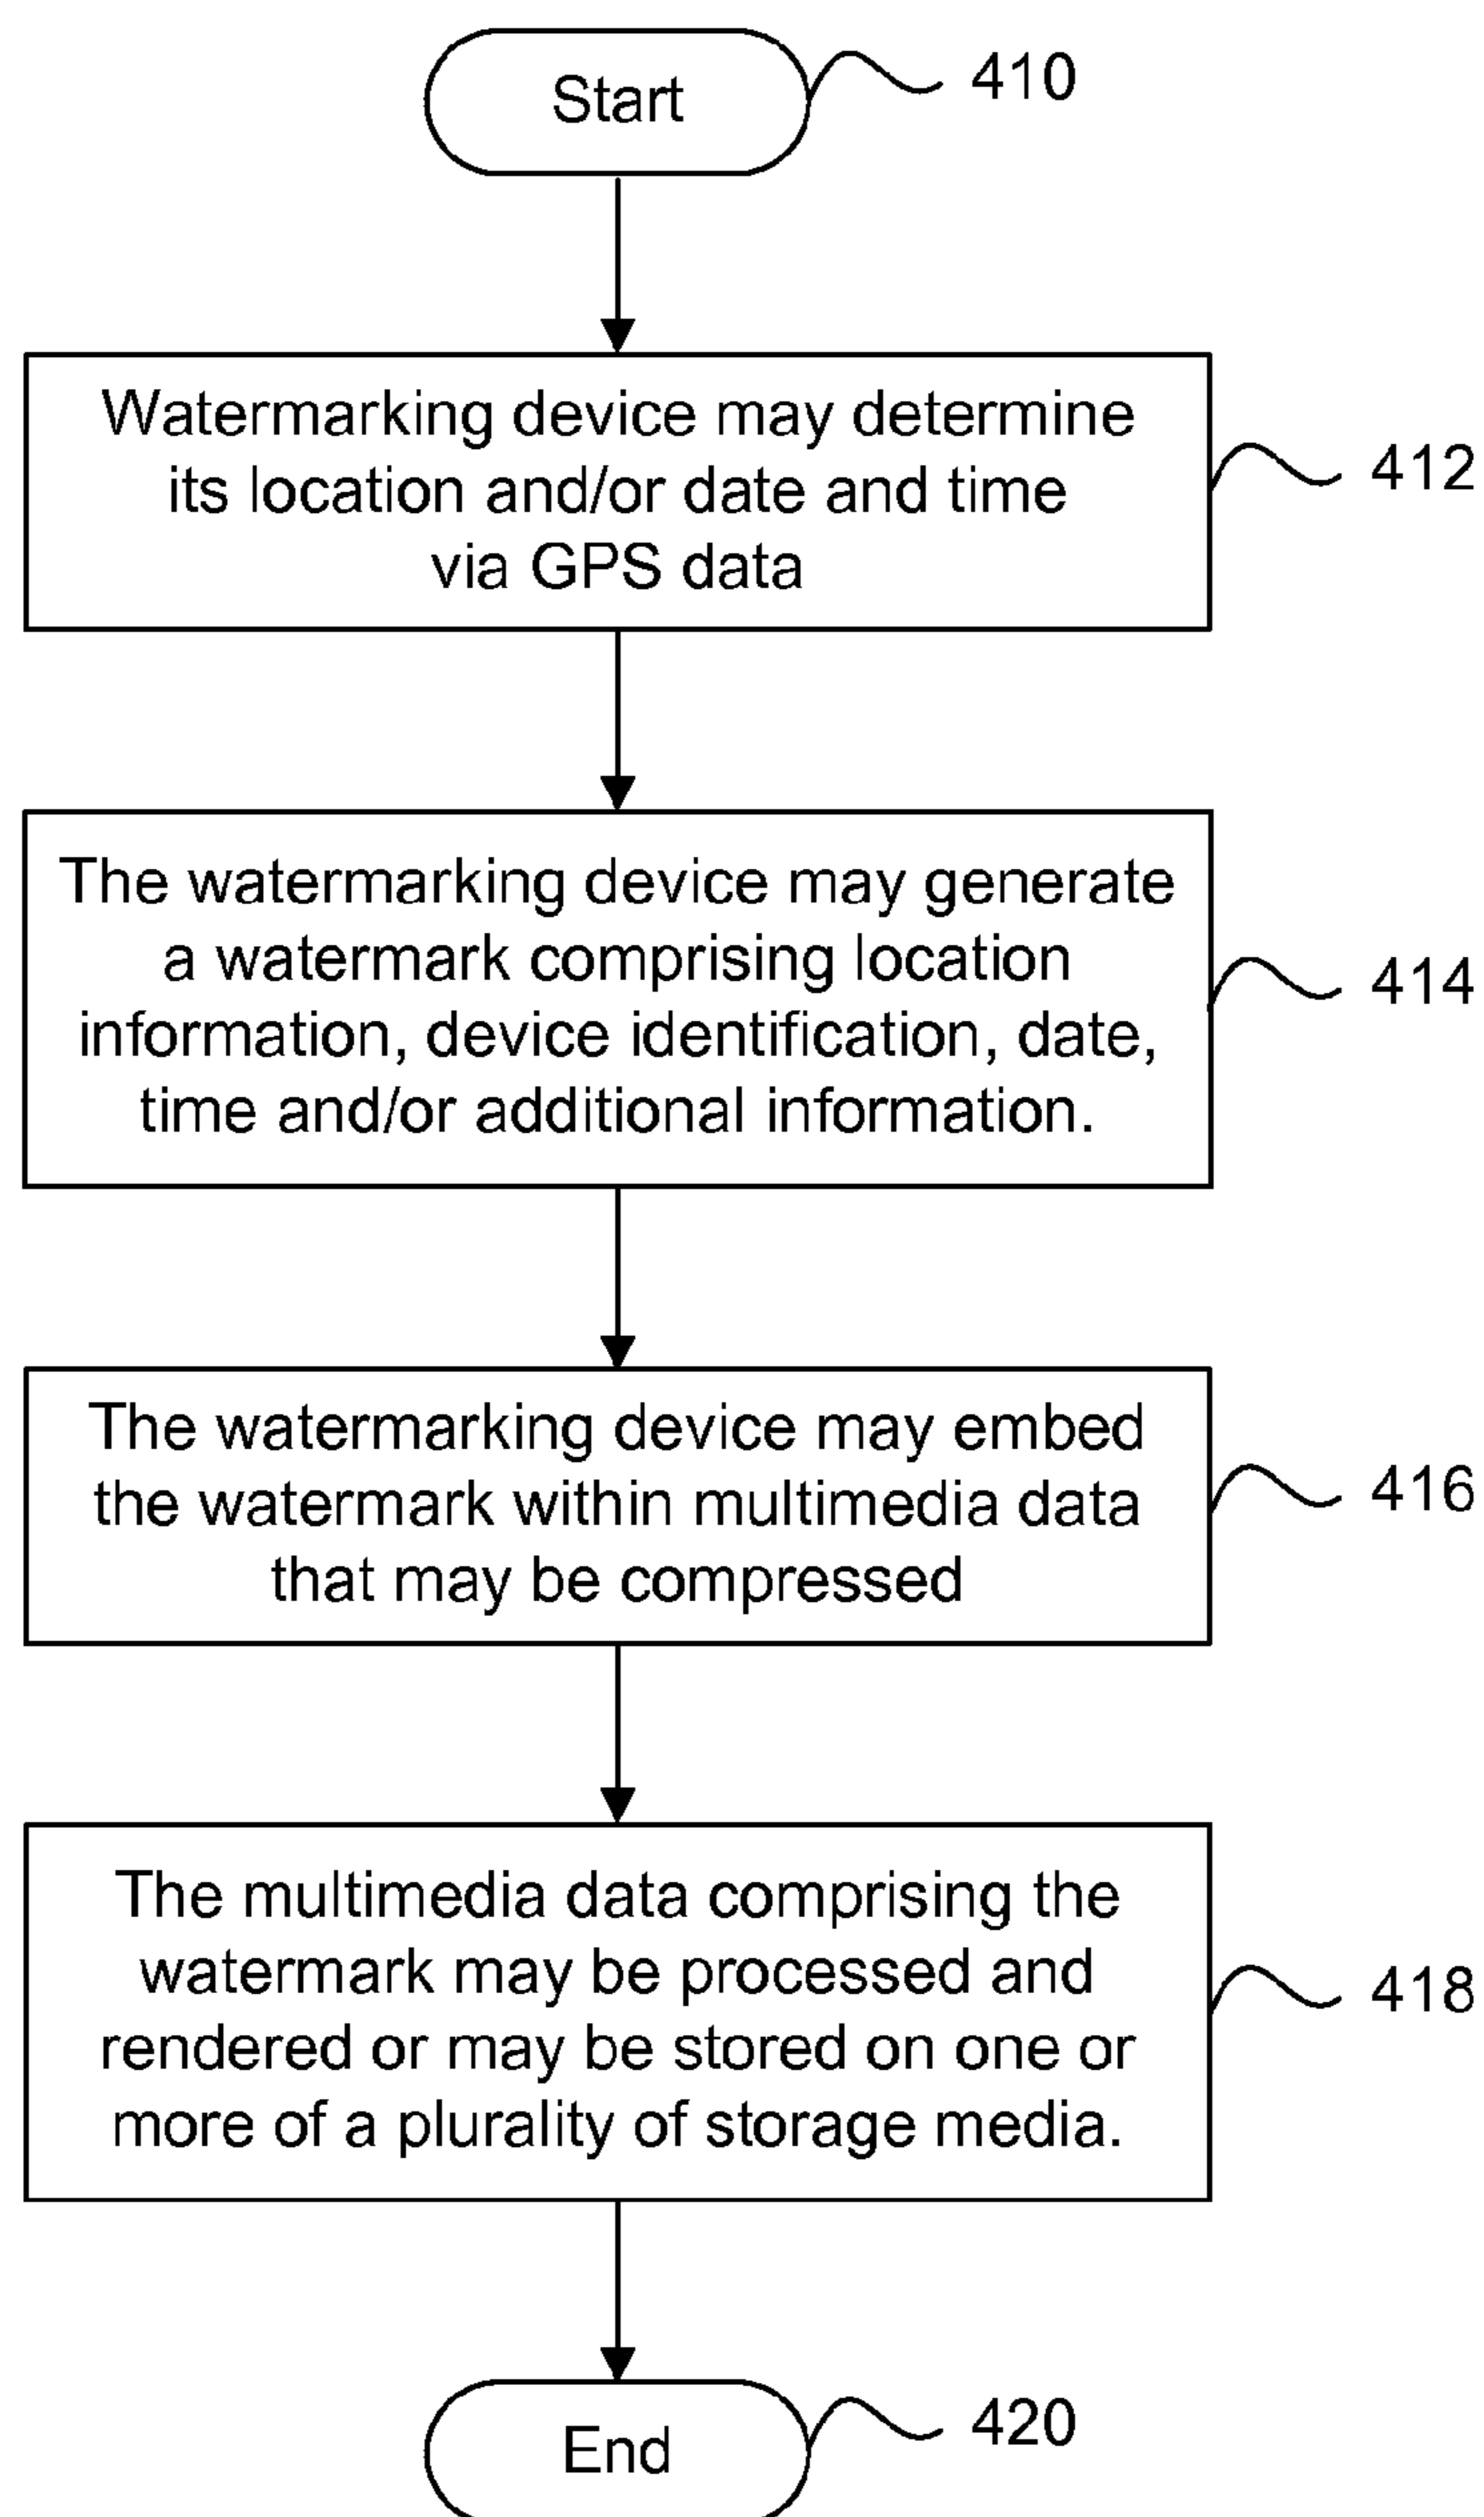 Start
410
Watermarking device may determine
its location and/or date and time
via GPS data
412
The watermarking device may generate
a watermark comprising location
information, device identification, date,
time and/or additional information.
414
The watermarking device may embed
the watermark within multimedia data
that may be compressed
416
The multimedia data comprising the
watermark may be processed and
rendered or may be stored on one or
more of a plurality of storage media.
418
End
420